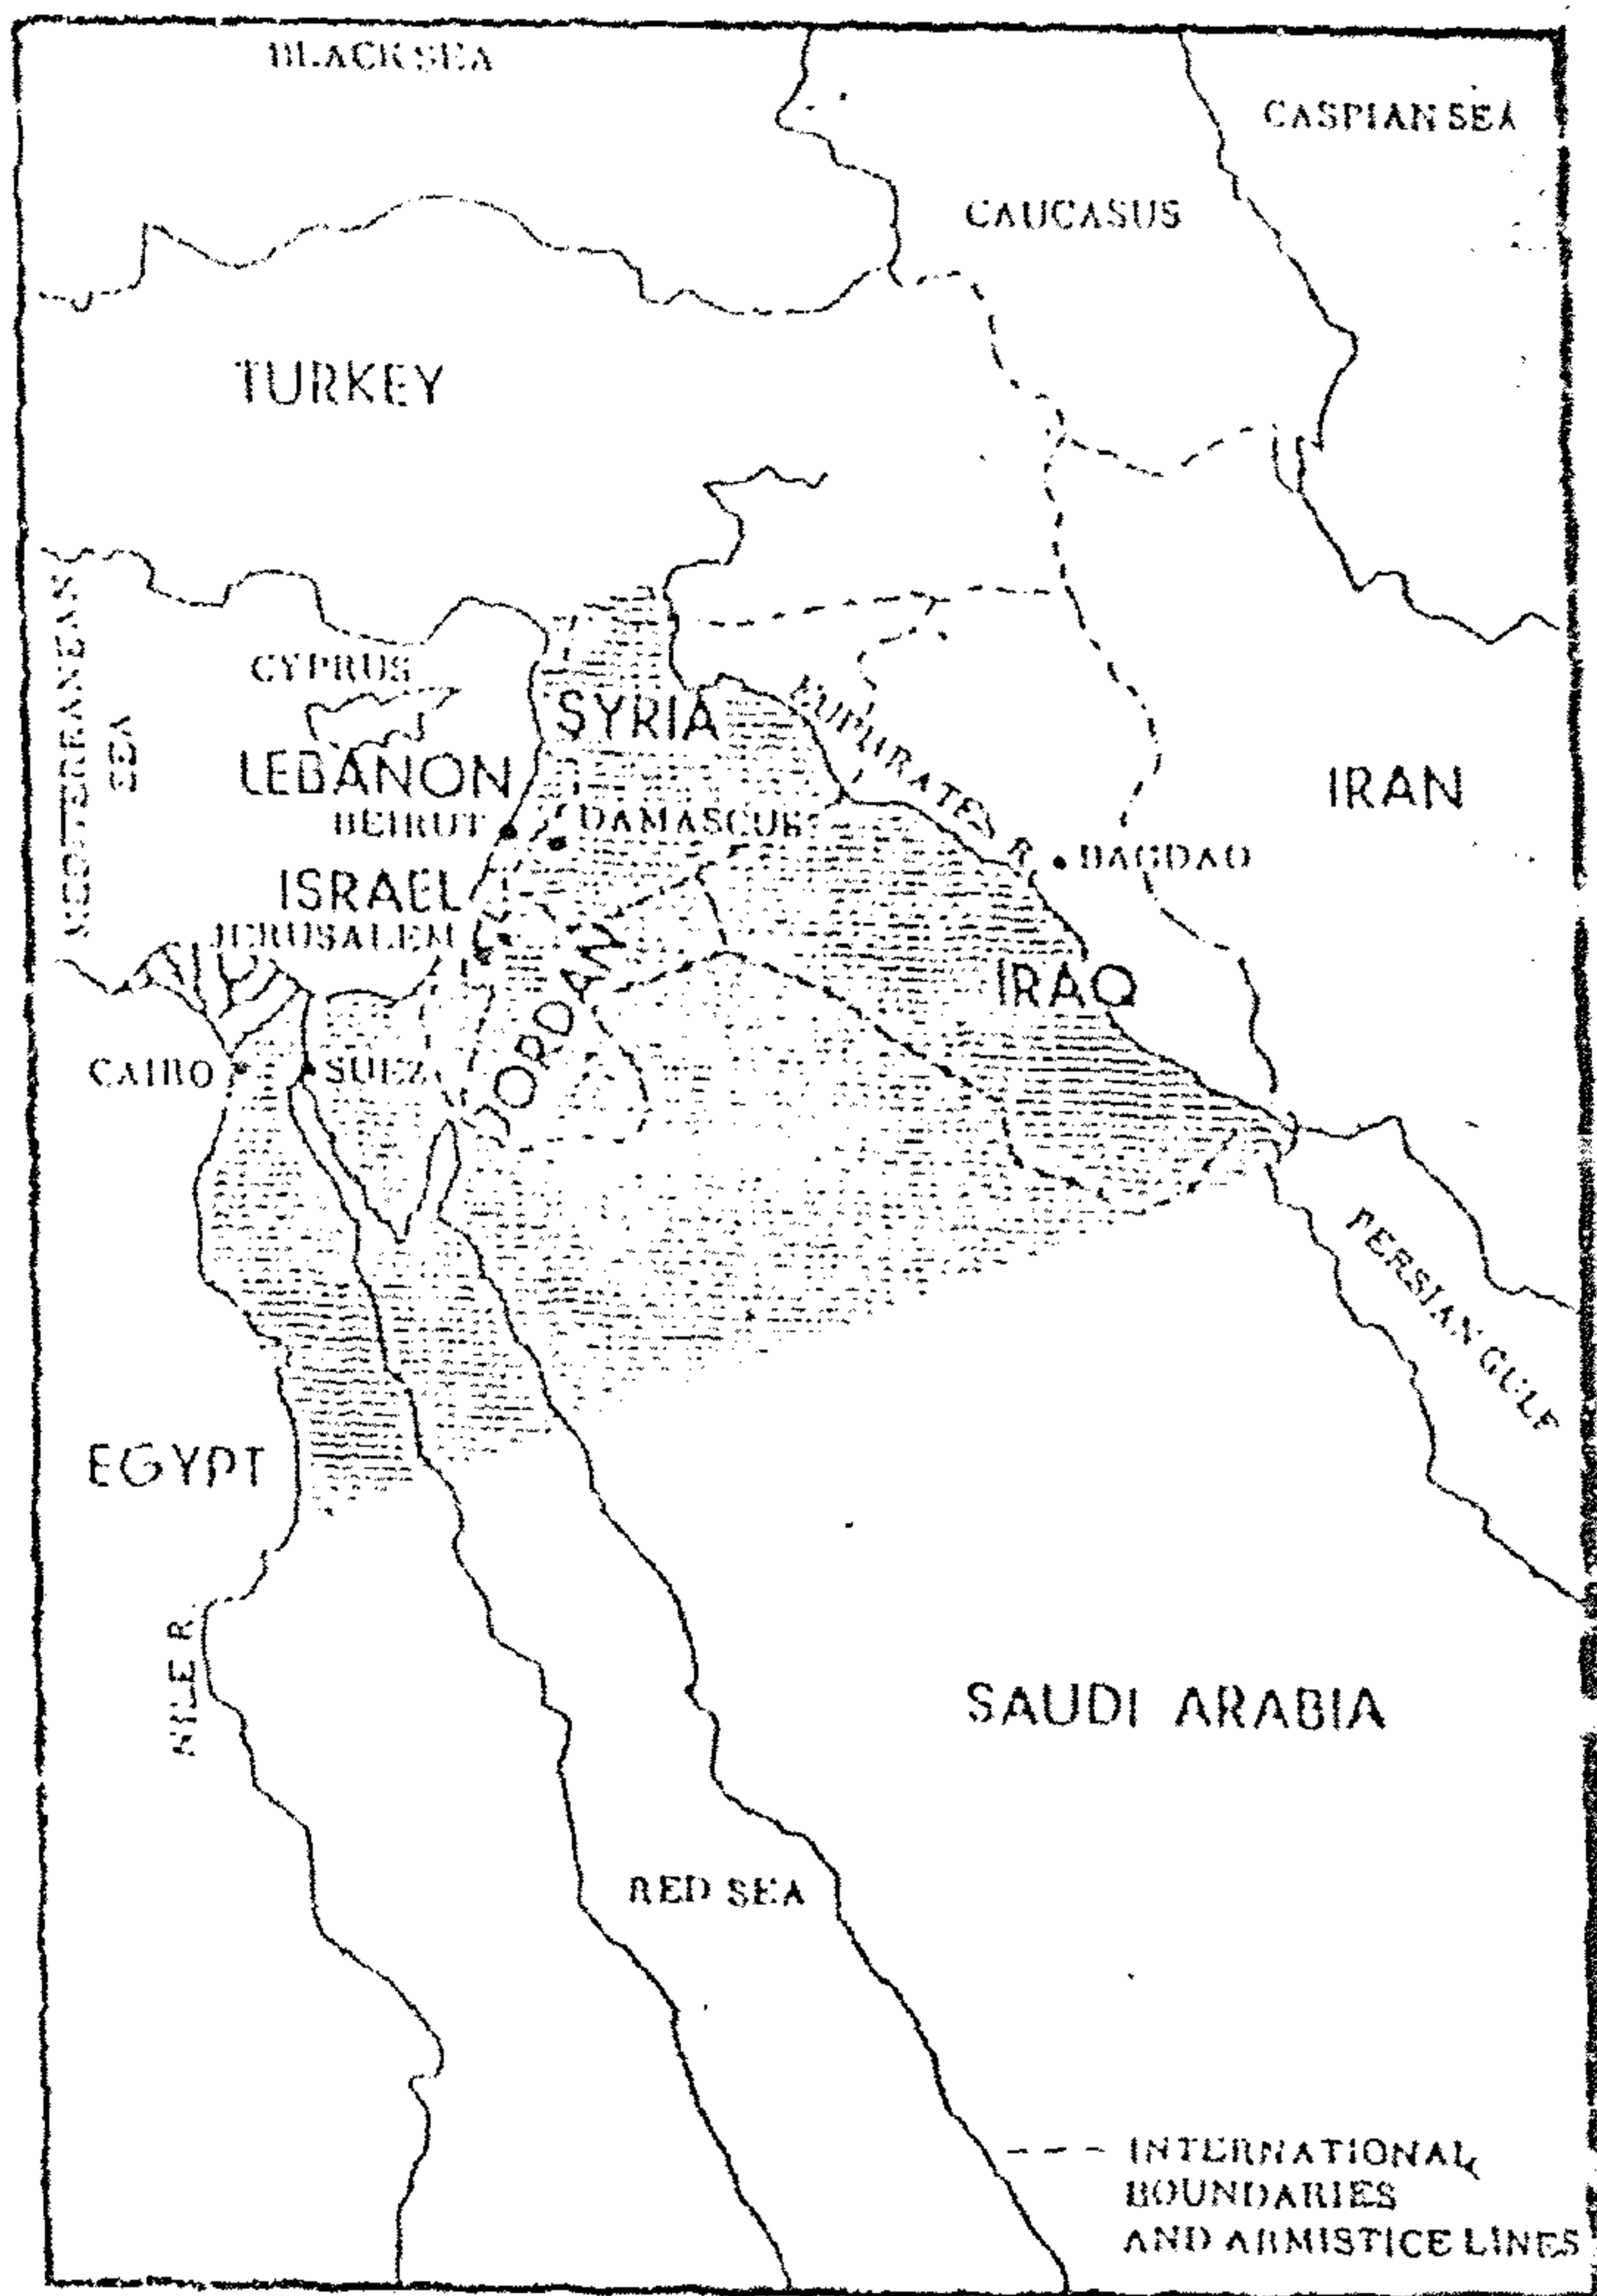 BLACK SEA
CASPIAN SEA
CAUCASUS
TURKEY
MEDITERRANEAN
SEA
CYPRUS
SYRIA
EUPHRATES
R
LEBANON
BEIRUT
DAMASCUS
IRAN
BAGDAD
ISRAEL
JERUSALEM
JORDAN
IRAQ
CAIRO
SUEZ
PERSIAN GULF
EGYPT
NILE R.
SAUDI ARABIA
RED SEA
INTERNATIONAL
BOUNDARIES
AND ARMISTICE LINES